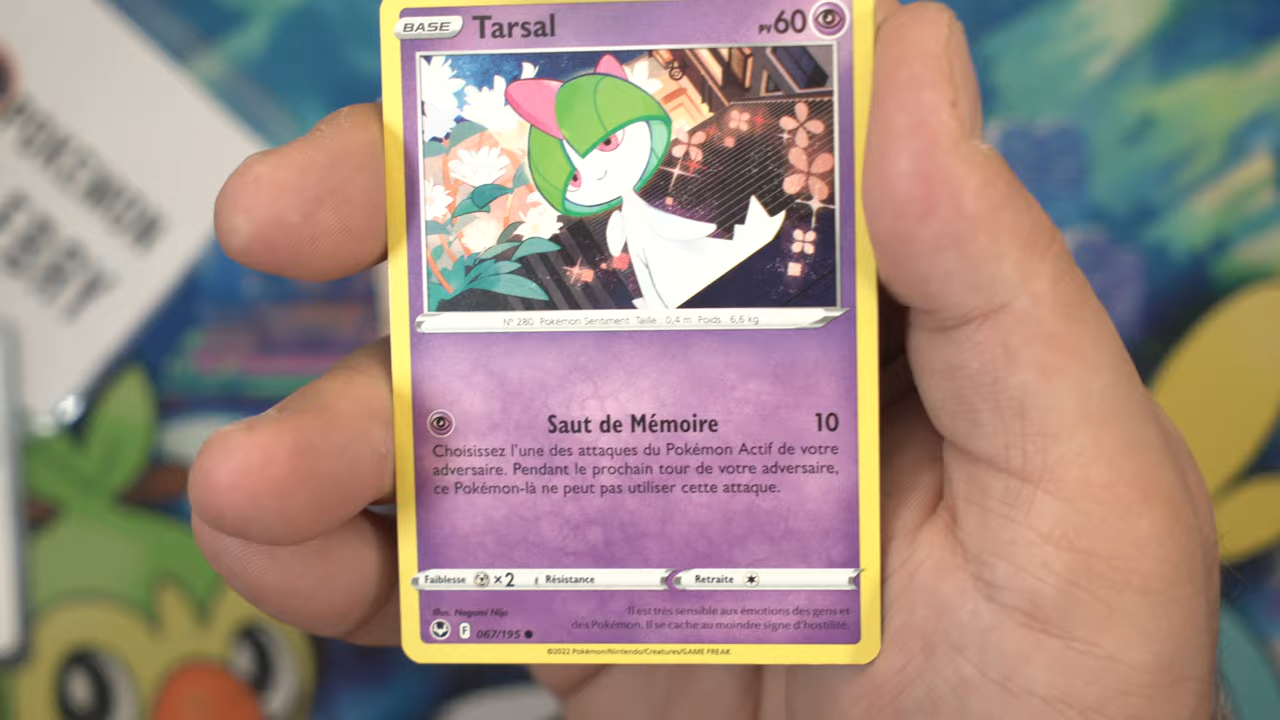 BASE Tarsal PV60
N° 280 Pokémon Sentiment Taille : 0,4 m Poids : 6,6 kg
Saut de Mémoire 10
Choisissez l'une des attaques du Pokémon Actif de votre
adversaire. Pendant le prochain tour de votre adversaire,
ce Pokémon-là ne peut pas utiliser cette attaque.
Faiblesse ×2 Résistance Retraite
Illus. Nagomi Nijo
Il est très sensible aux émotions des gens et
des Pokémon. Il se cache au moindre signe d'hostilité.
F 067/195
©2022 Pokémon/Nintendo/Creatures/GAME FREAK
POKEMON